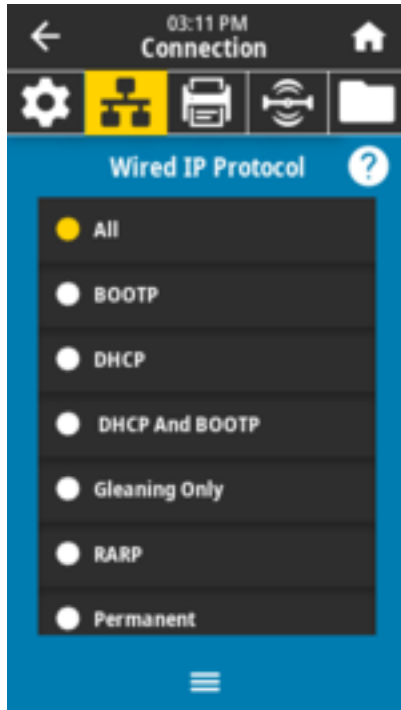 03:11 PM
Connection
Wired IP Protocol ?
All
BOOTP
DHCP
DHCP And BOOTP
Gleaning Only
RARP
Permanent